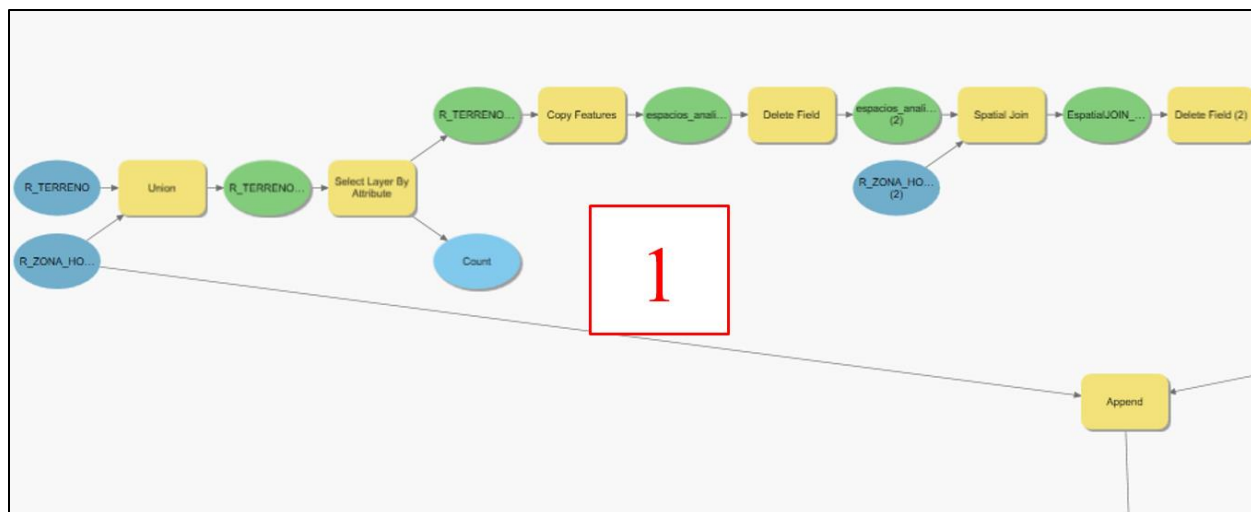 R_TERRENO...
Copy Features
espacios_anali...
Delete Field
espacios_anali...
(2)
Spatial Join
EspatialJOIN_...
Delete Field (2)
R_TERRENO
Union
R_TERRENO...
Select Layer By
Attribute
R_ZONA_HO...
(2)
R_ZONA_HO...
Count
1
Append